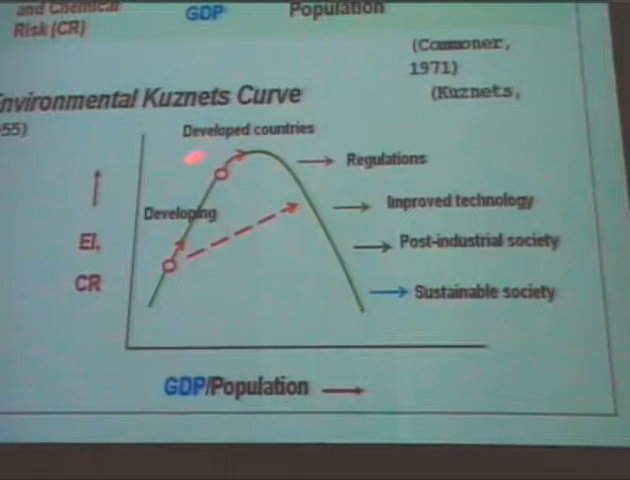 and Chemical
GDP
Population
Risk (CR)
(Commoner,
1971)
Environmental Kuznets Curve
(Kuznets,
55)
Developed countries
Regulations
Improved technology
Developing
EI,
Post-industrial society
CR
Sustainable society
GDP/Population